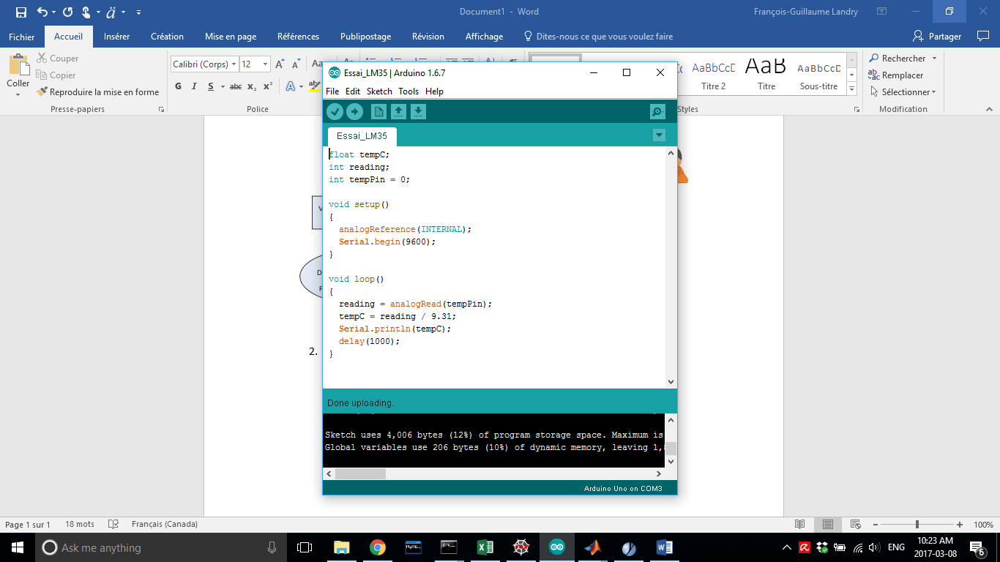 Document1 - Word
François-Guillaume Landry
Fichier
Accueil
Insérer
Création
Mise en page
Références
Publipostage
Révision
Affichage
Dites-nous ce que vous voulez faire
Partager
Coller
Couper
Copier
Reproduire la mise en forme
Presse-papiers
Calibri (Corps)
12
G I S abc x₂ x² A
Police
AaBbCcD
Titre 2
AaB
Titre
AaBbCcC
Sous-titre
Styles
Rechercher
Remplacer
Sélectionner
Modification
Essai_LM35 | Arduino 1.6.7
File Edit Sketch Tools Help
Essai_LM35
float tempC;
int reading;
int tempPin = 0;
void setup()
{
analogReference(INTERNAL);
Serial.begin(9600);
}
void loop()
{
reading = analogRead(tempPin);
tempC = reading / 9.31;
Serial.println(tempC);
delay(1000);
}
2.
Done uploading.
Sketch uses 4,006 bytes (12%) of program storage space. Maximum is
Global variables use 206 bytes (10%) of dynamic memory, leaving 1,
Arduino Uno on COM3
Page 1 sur 1
18 mots
Français (Canada)
100%
Ask me anything
ENG
10:23 AM
2017-03-08
6